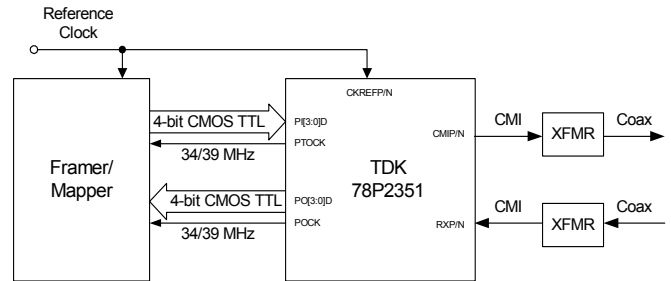 Reference
Clock
CKREFP/N
4-bit CMOS TTL
PI[3:0]D
CMI
XFMR
Coax
CMIP/N
34/39 MHz
PTOCK
Framer/
Mapper
TDK
78P2351
4-bit CMOS TTL
PO[3:0]D
CMI
XFMR
Coax
RXP/N
34/39 MHz
POCK